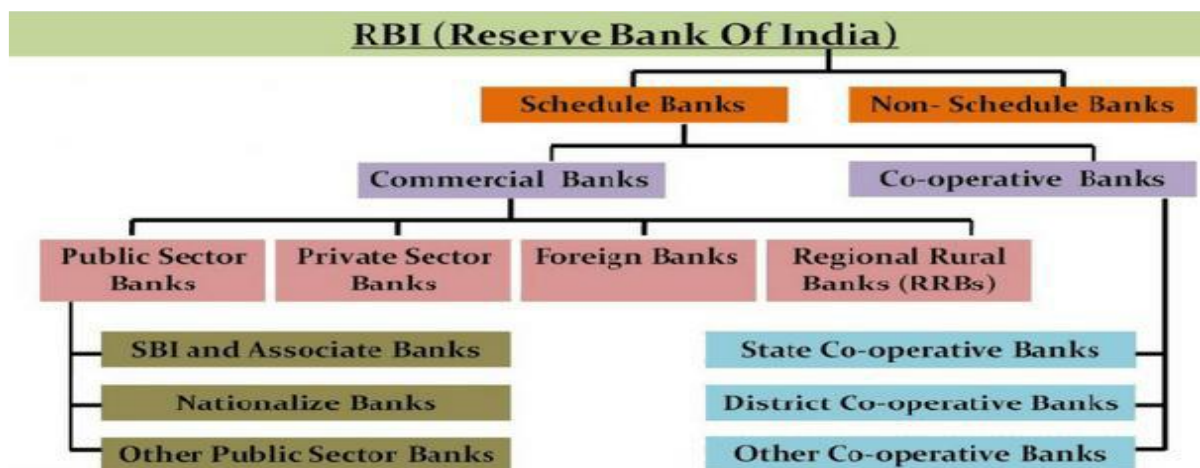 RBI (Reserve Bank Of India)
Schedule Banks
Non- Schedule Banks
Commercial Banks
Co-operative Banks
Public Sector
Banks
Private Sector
Banks
Foreign Banks
Regional Rural
Banks (RRBs)
SBI and Associate Banks
Nationalize Banks
Other Public Sector Banks
State Co-operative Banks
District Co-operative Banks
Other Co-operative Banks